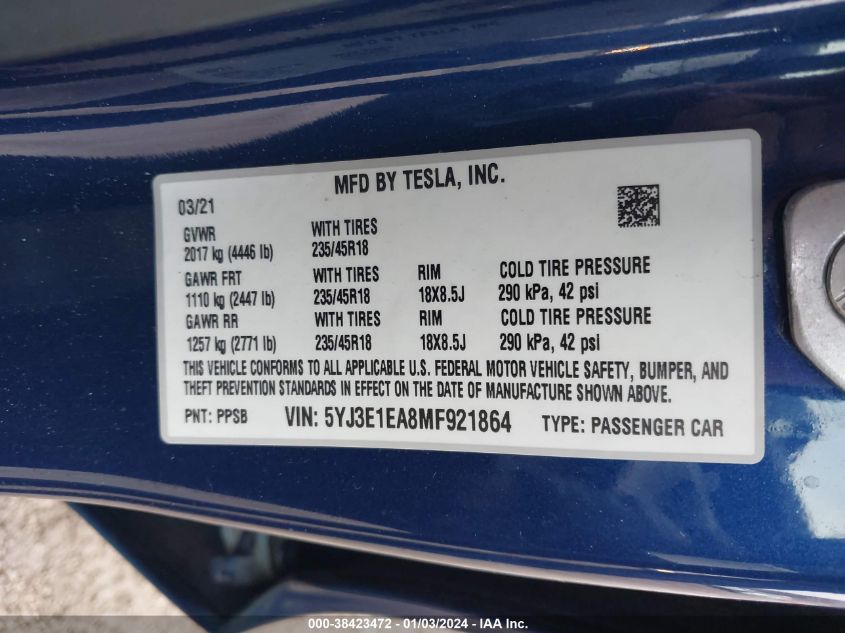 MFD BY TESLA, INC.
03/21
GVWR WITH TIRES
2017 kg (4446 lb) 235/45R18
GAWR FRT WITH TIRES RIM COLD TIRE PRESSURE
1110 kg (2447 lb) 235/45R18 18X8.5J 290 kPa, 42 psi
GAWR RR WITH TIRES RIM COLD TIRE PRESSURE
1257 kg (2771 lb) 235/45R18 18X8.5J 290 kPa, 42 psi
THIS VEHICLE CONFORMS TO ALL APPLICABLE U.S. FEDERAL MOTOR VEHICLE SAFETY, BUMPER, AND
THEFT PREVENTION STANDARDS IN EFFECT ON THE DATE OF MANUFACTURE SHOWN ABOVE.
PNT: PPSB VIN: 5YJ3E1EA8MF921864 TYPE: PASSENGER CAR
000-38423472 - 01/03/2024 - IAA Inc.